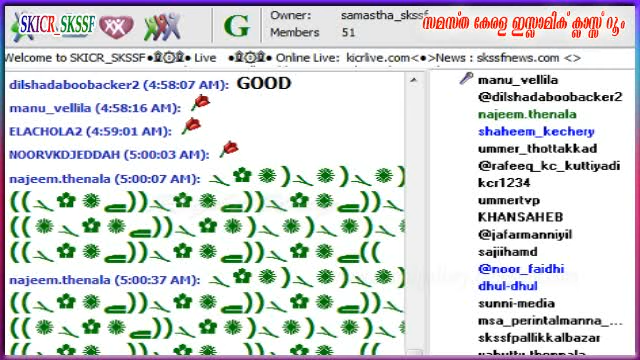 SKICR_SKSSF
G
Owner: samastha_skssf
Members 51
സമസ്ത കേരള ഇസ്ലാമിക് ക്ലാസ്സ് റൂം
Welcome to SKICR_SKSSF Live Online Live: kicrlive.com<●>News : skssfnews.com <>
dilshadaboobacker2 (4:58:07 AM): GOOD
manu_vellila (4:58:16 AM):
ELACHOLA2 (4:59:01 AM):
NOORVKDJEDDAH (5:00:03 AM):
najeem.thenala (5:00:07 AM):
najeem.thenala (5:00:37 AM):
manu_vellila
@dilshadaboobacker2
najeem.thenala
shaheem_kechery
ummer_thottakkad
@rafeeq_kc_kuttiyadi
kcr1234
ummertvp
KHANSAHEB
@jafarmanniyil
sajiihamd
@noor_faidhi
dhul-dhul
sunni-media
msa_perintalmanna_...
skssfpallikkalbazar